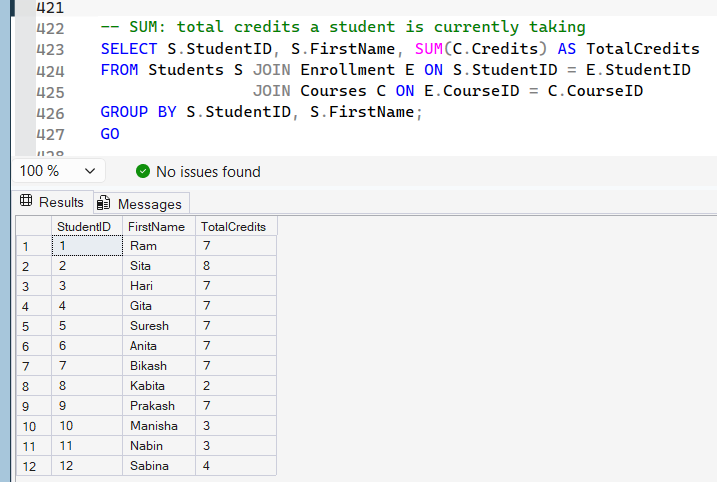 421
422 -- SUM: total credits a student is currently taking
423 SELECT S.StudentID, S.FirstName, SUM(C.Credits) AS TotalCredits
424 FROM Students S JOIN Enrollment E ON S.StudentID = E.StudentID
425 JOIN Courses C ON E.CourseID = C.CourseID
426 GROUP BY S.StudentID, S.FirstName;
427 GO
428
100 % No issues found
Results Messages
StudentID FirstName TotalCredits
1 1 Ram 7
2 2 Sita 8
3 3 Hari 7
4 4 Gita 7
5 5 Suresh 7
6 6 Anita 7
7 7 Bikash 7
8 8 Kabita 2
9 9 Prakash 7
10 10 Manisha 3
11 11 Nabin 3
12 12 Sabina 4